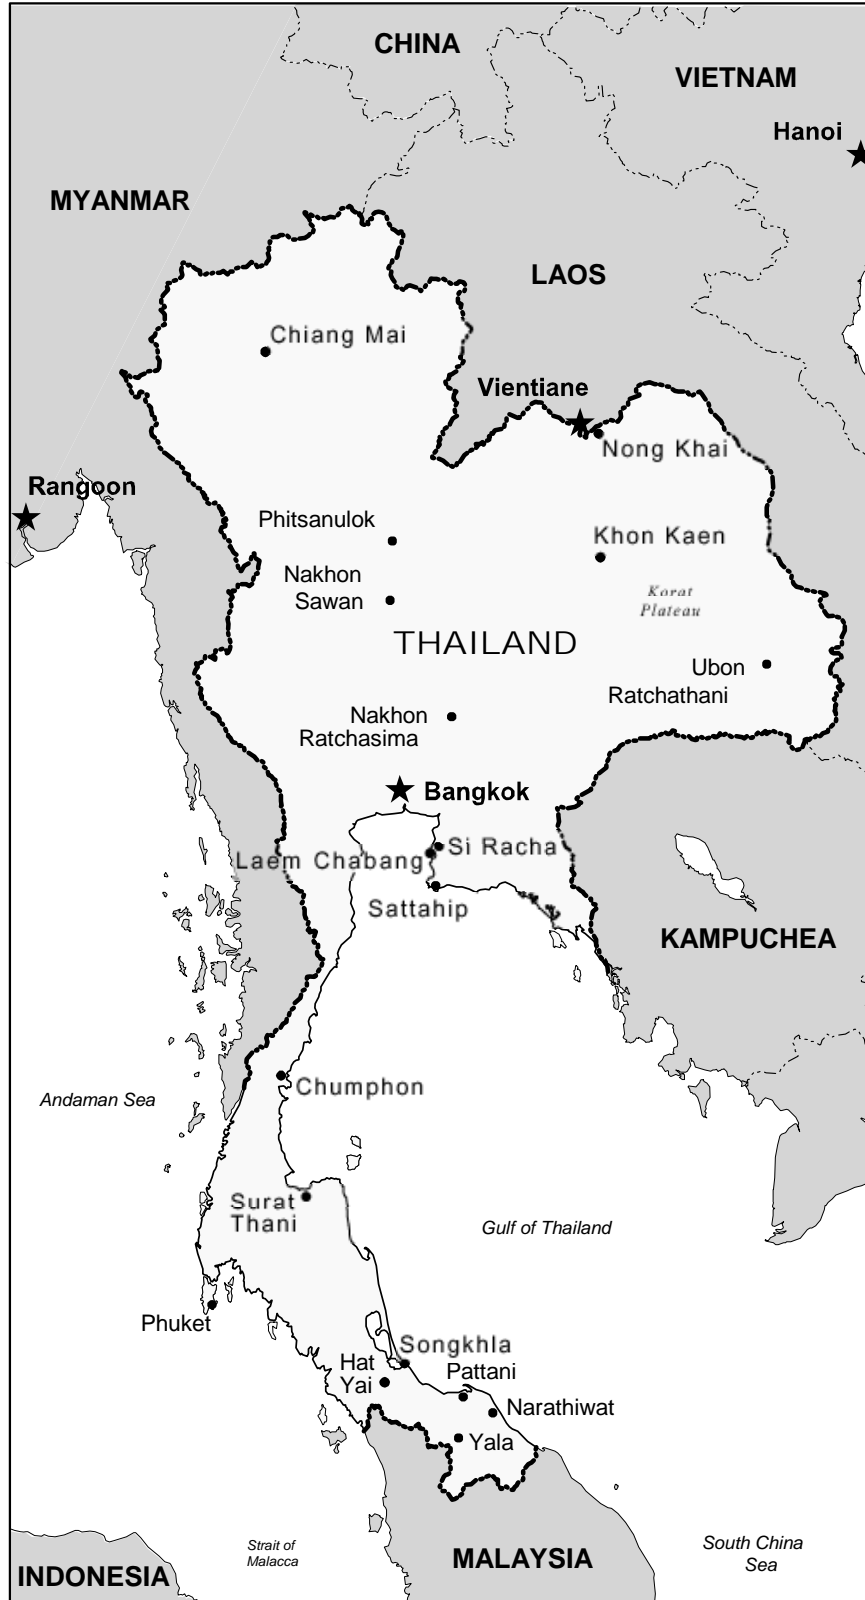 CHINA
VIETNAM
Hanoi
MYANMAR
LAOS
Chiang Mai
Vientiane
Nong Khai
Rangoon
Phitsanulok
Khon Kaen
Nakhon
Sawan
Korat
Plateau
THAILAND
Ubon
Ratchathani
Nakhon
Ratchasima
Bangkok
Si Racha
Laem Chabang
Sattahip
KAMPUCHEA
Chumphon
Andaman Sea
Surat
Thani
Gulf of Thailand
Phuket
Songkhla
Hat
Yai
Pattani
Narathiwat
Yala
Strait of
Malacca
MALAYSIA
South China
Sea
INDONESIA